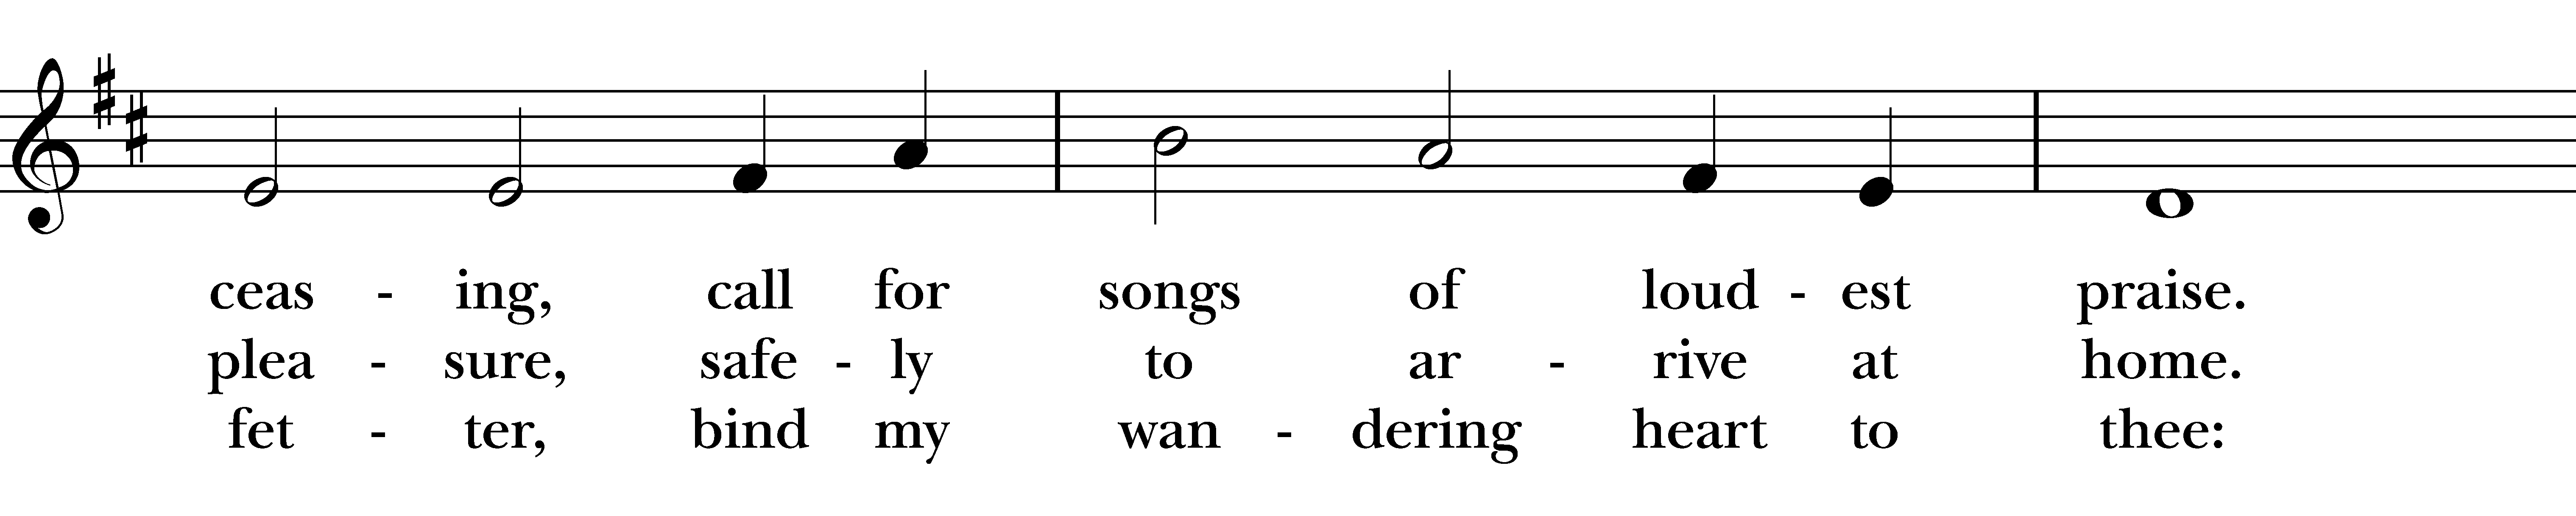 ceas - ing, call for songs of loud - est praise.
plea - sure, safe - ly to ar - rive at home.
fet - ter, bind my wan - dering heart to thee: